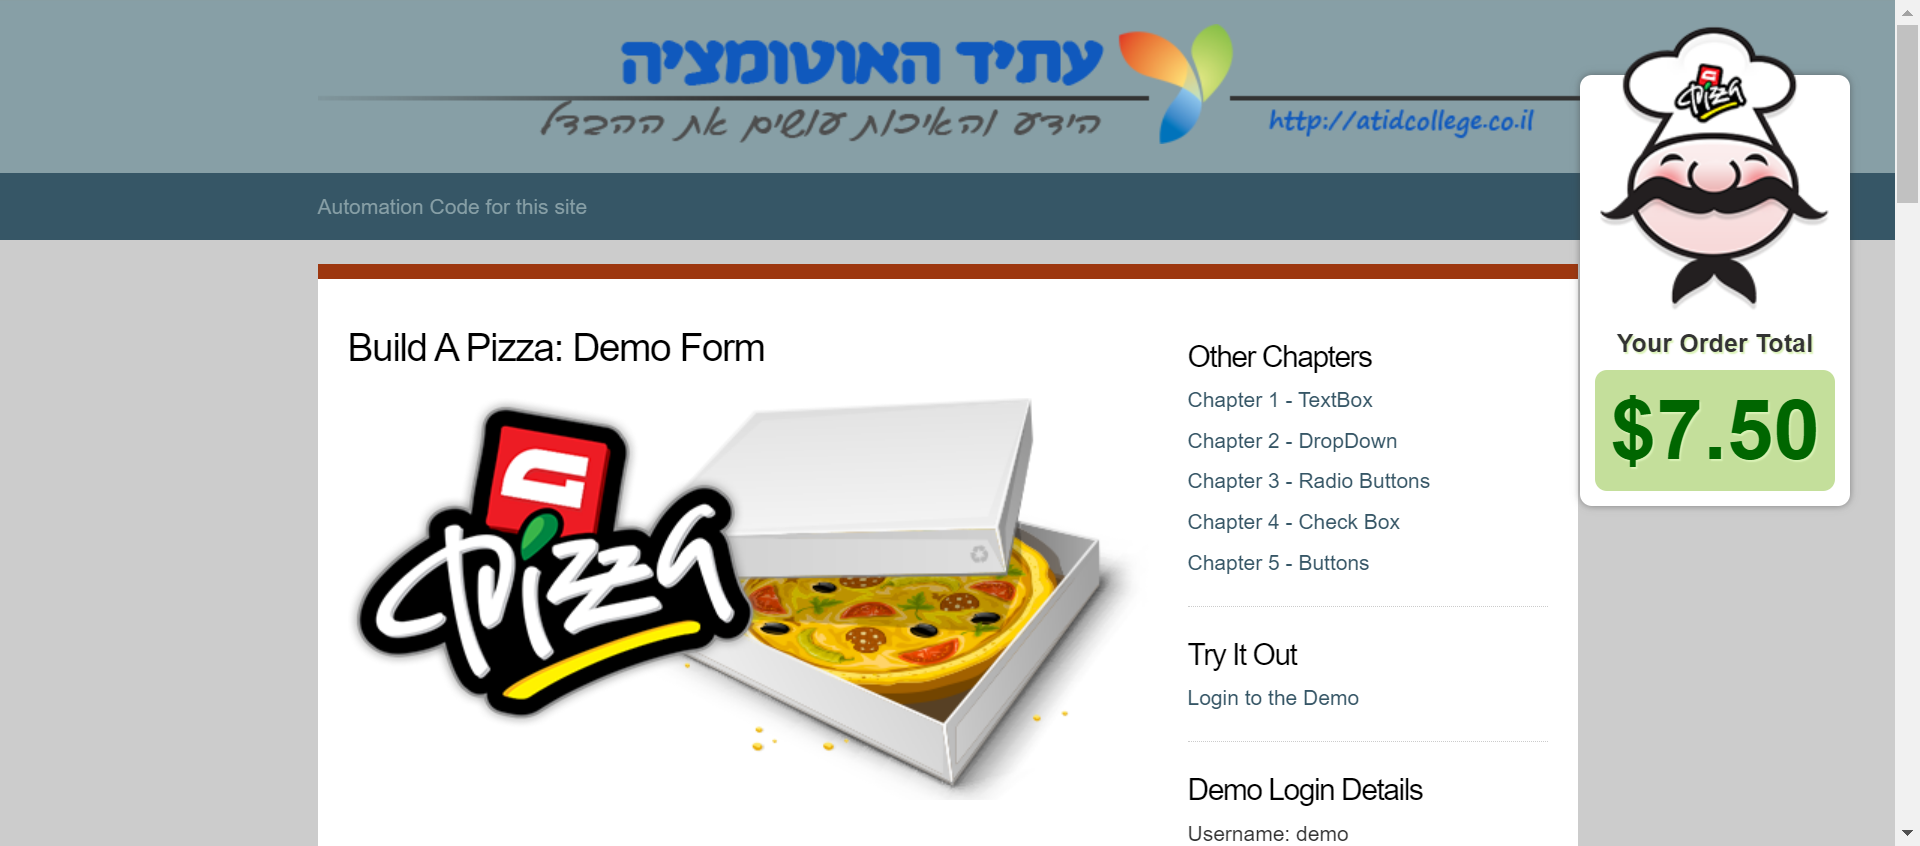 עתיד האוטומציה
הידע והאיכות עושים את ההבדל
http://atidcollege.co.il
Automation Code for this site
Build A Pizza: Demo Form
Pizza
Other Chapters
Chapter 1 - TextBox
Chapter 2 - DropDown
Chapter 3 - Radio Buttons
Chapter 4 - Check Box
Chapter 5 - Buttons
Try It Out
Login to the Demo
Demo Login Details
Username: demo
Pizza
Your Order Total
$7.50